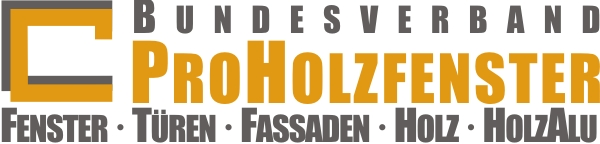 BUNDESVERBAND
PROHOLZFENSTER
FENSTER · TÜREN · FASSADEN · HOLZ · HOLZALU